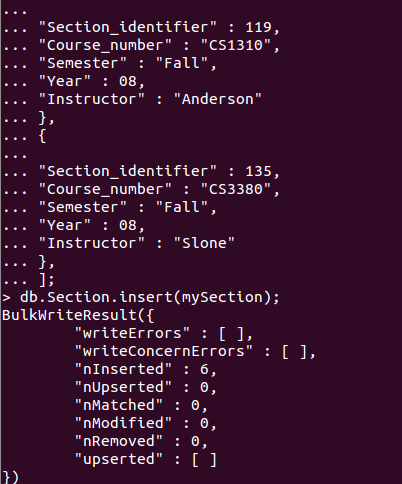 ...
... "Section_identifier" : 119,
... "Course_number" : "CS1310",
... "Semester" : "Fall",
... "Year" : 08,
... "Instructor" : "Anderson"
... },
... {
...
... "Section_identifier" : 135,
... "Course_number" : "CS3380",
... "Semester" : "Fall",
... "Year" : 08,
... "Instructor" : "Slone"
... },
... ];
> db.Section.insert(mySection);
BulkWriteResult({
        "writeErrors" : [ ],
        "writeConcernErrors" : [ ],
        "nInserted" : 6,
        "nUpserted" : 0,
        "nMatched" : 0,
        "nModified" : 0,
        "nRemoved" : 0,
        "upserted" : [ ]
})